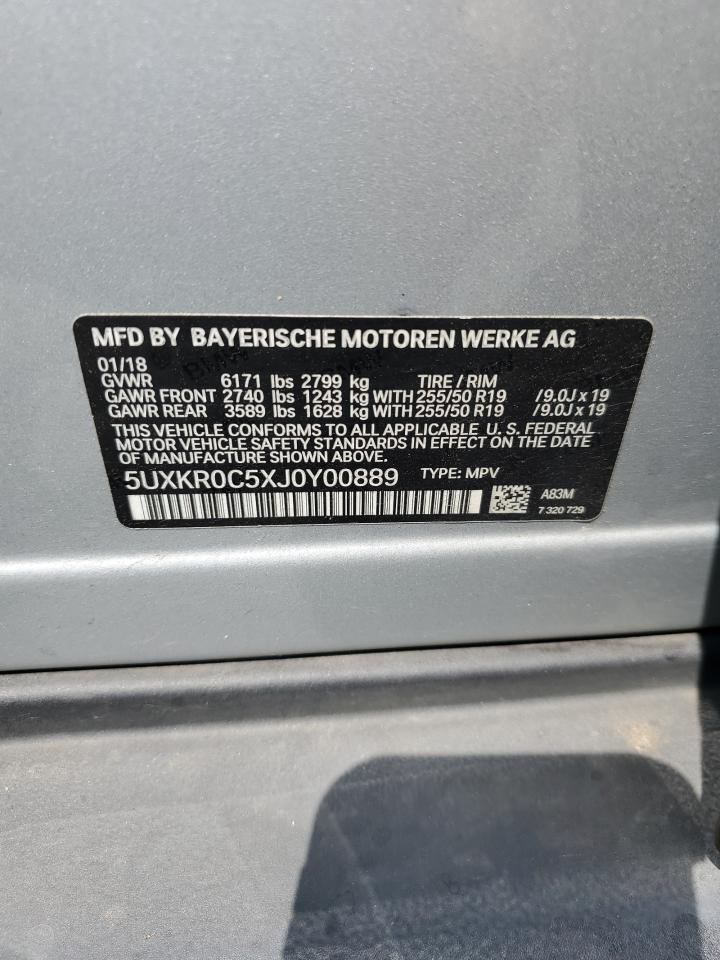 MFD BY BAYERISCHE MOTOREN WERKE AG
01/18
GVWR 6171 lbs 2799 kg TIRE / RIM
GAWR FRONT 2740 lbs 1243 kg WITH 255/50 R19 / 9.0J x 19
GAWR REAR 3589 lbs 1628 kg WITH 255/50 R19 / 9.0J x 19
THIS VEHICLE CONFORMS TO ALL APPLICABLE U. S. FEDERAL
MOTOR VEHICLE SAFETY STANDARDS IN EFFECT ON THE DATE
OF MANUFACTURE SHOWN ABOVE.
5UXKR0C5XJ0Y00889 TYPE: MPV
A83M
7 320 729